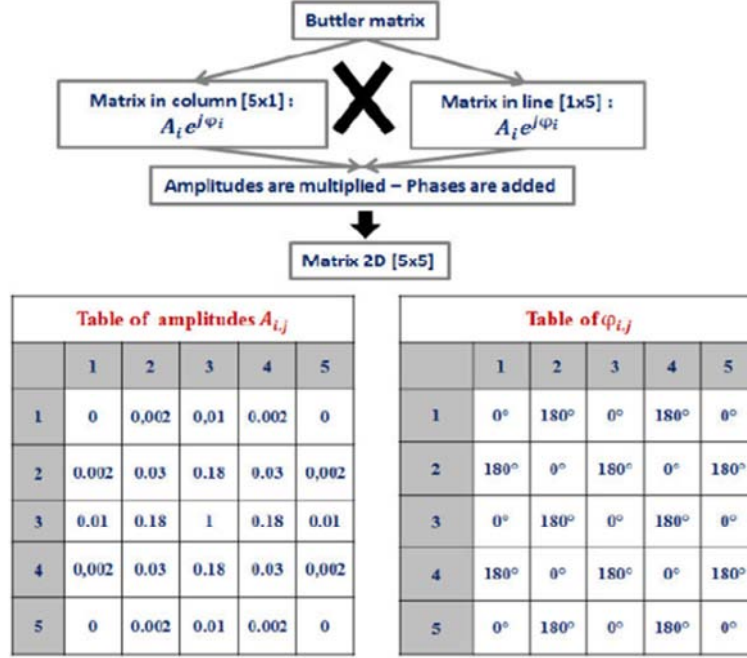 Buttler matrix
Matrix in column [5x1] :
A_i e^{jφ_i}
Matrix in line [1x5] :
A_i e^{jφ_i}
Amplitudes are multiplied – Phases are added
Matrix 2D [5x5]
Table of amplitudes A_{i,j}
1 2 3 4 5
1 0 0,002 0,01 0.002 0
2 0.002 0.03 0.18 0.03 0,002
3 0.01 0.18 1 0.18 0.01
4 0,002 0.03 0.18 0.03 0,002
5 0 0.002 0.01 0.002 0
Table of φ_{i,j}
1 2 3 4 5
1 0° 180° 0° 180° 0°
2 180° 0° 180° 0° 180°
3 0° 180° 0° 180° 0°
4 180° 0° 180° 0° 180°
5 0° 180° 0° 180° 0°